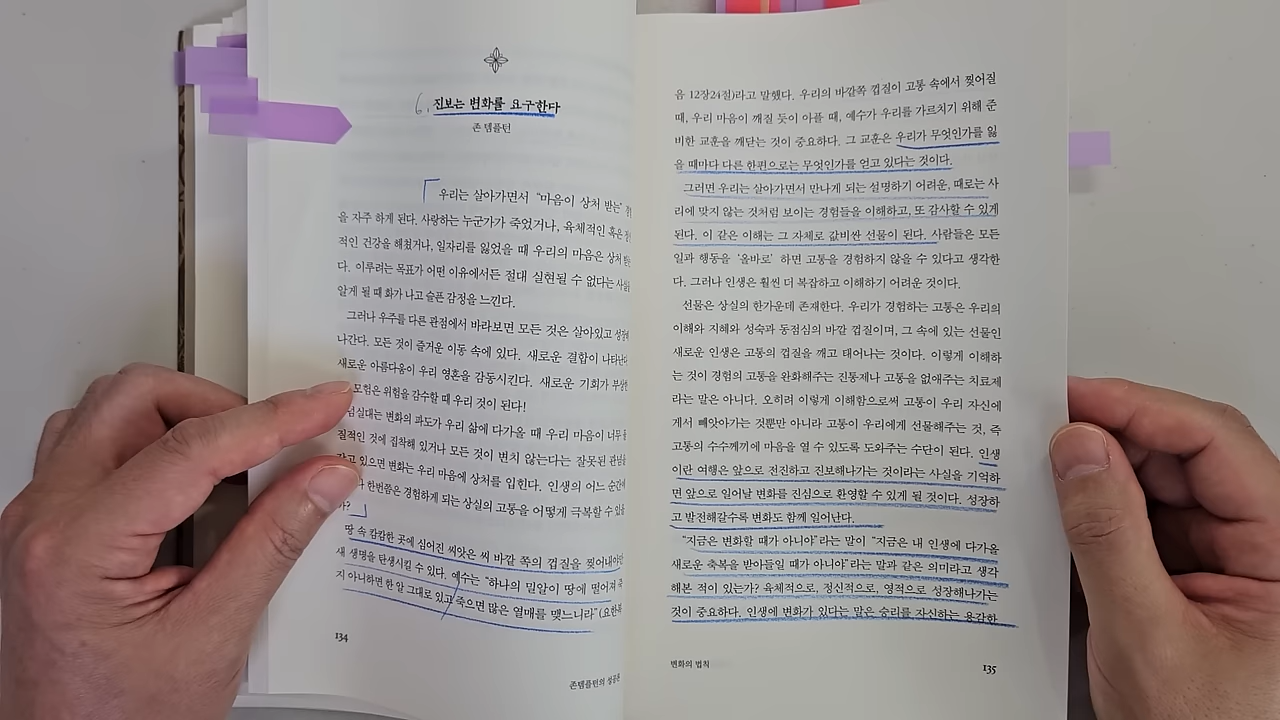 6. 진보는 변화를 요구한다
존 템플턴
우리는 살아가면서 "마음이 상처 받는"
을 자주 하게 된다. 사랑하는 누군가가 죽었거나, 육체적인 혹은
적인 건강을 해쳤거나, 일자리를 잃었을 때 우리의 마음은 상처
다. 이루려는 목표가 어떤 이유에서든 절대 실현될 수 없다는
알게 될 때 화가 나고 슬픈 감정을 느낀다.
그러나 우주를 다른 관점에서 바라보면 모든 것은 살아있고
나간다. 모든 것이 즐거운 이동 속에 있다. 새로운 결합이
새로운 아름다움이 우리 영혼을 감동시킨다. 새로운 기회가
모험은 위험을 감수할 때 우리 것이 된다!
변화의 파도가 우리 삶에 다가올 때 우리 마음이 너무
질적인 것에 집착해 있거나 모든 것이 변치 않는다는 잘못된
갖고 있으면 변화는 우리 마음에 상처를 입힌다. 인생의 어느
한번쯤은 경험하게 되는 상실의 고통을 어떻게 극복할 수
가?
땅 속 캄캄한 곳에 심어진 씨앗은 씨 바깥 쪽의 껍질을 찢어내야만
새 생명을 탄생시킬 수 있다. 예수는 "하나의 밀알이 땅에 떨어져
지 아니하면 한 알 그대로 있고 죽으면 많은 열매를 맺느니라"(요한복
134
존템플턴의
음 12장24절)라고 말했다. 우리의 바깥쪽 껍질이 고통 속에서 찢어질
때, 우리 마음이 깨질 듯이 아플 때, 예수가 우리를 가르치기 위해 준
비한 교훈을 깨닫는 것이 중요하다. 그 교훈은 우리가 무엇인가를 잃
을 때마다 다른 한편으로는 무엇인가를 얻고 있다는 것이다.
그러면 우리는 살아가면서 만나게 되는 설명하기 어려운, 때로는 사
리에 맞지 않는 것처럼 보이는 경험들을 이해하고, 또 감사할 수 있게
된다. 이 같은 이해는 그 자체로 값비싼 선물이 된다. 사람들은 모든
일과 행동을 '올바로' 하면 고통을 경험하지 않을 수 있다고 생각한
다. 그러나 인생은 훨씬 더 복잡하고 이해하기 어려운 것이다.
선물은 상실의 한가운데 존재한다. 우리가 경험하는 고통은 우리의
이해와 지혜와 성숙과 동점심의 바깥 껍질이며, 그 속에 있는 선물인
새로운 인생은 고통의 껍질을 깨고 태어나는 것이다. 이렇게 이해하
는 것이 경험의 고통을 완화해주는 진통제나 고통을 없애주는 치료제
라는 말은 아니다. 오히려 이렇게 이해함으로써 고통이 우리 자신에
게서 빼앗아가는 것뿐만 아니라 고통이 우리에게 선물해주는 것, 즉
고통의 수수께끼에 마음을 열 수 있도록 도와주는 수단이 된다. 인생
이란 여행은 앞으로 전진하고 진보해나가는 것이라는 사실을 기억하
면 앞으로 일어날 변화를 진심으로 환영할 수 있게 될 것이다. 성장하
고 발전해갈수록 변화도 함께 일어난다.
"지금은 변화할 때가 아니야"라는 말이 "지금은 내 인생에 다가올
새로운 축복을 받아들일 때가 아니야"라는 말과 같은 의미라고 생각
해본 적이 있는가? 육체적으로, 정신적으로, 영적으로 성장해나가는
것이 중요하다. 인생에 변화가 있다는 말은 승리를 자신하는 용감한
변화의 법칙
135